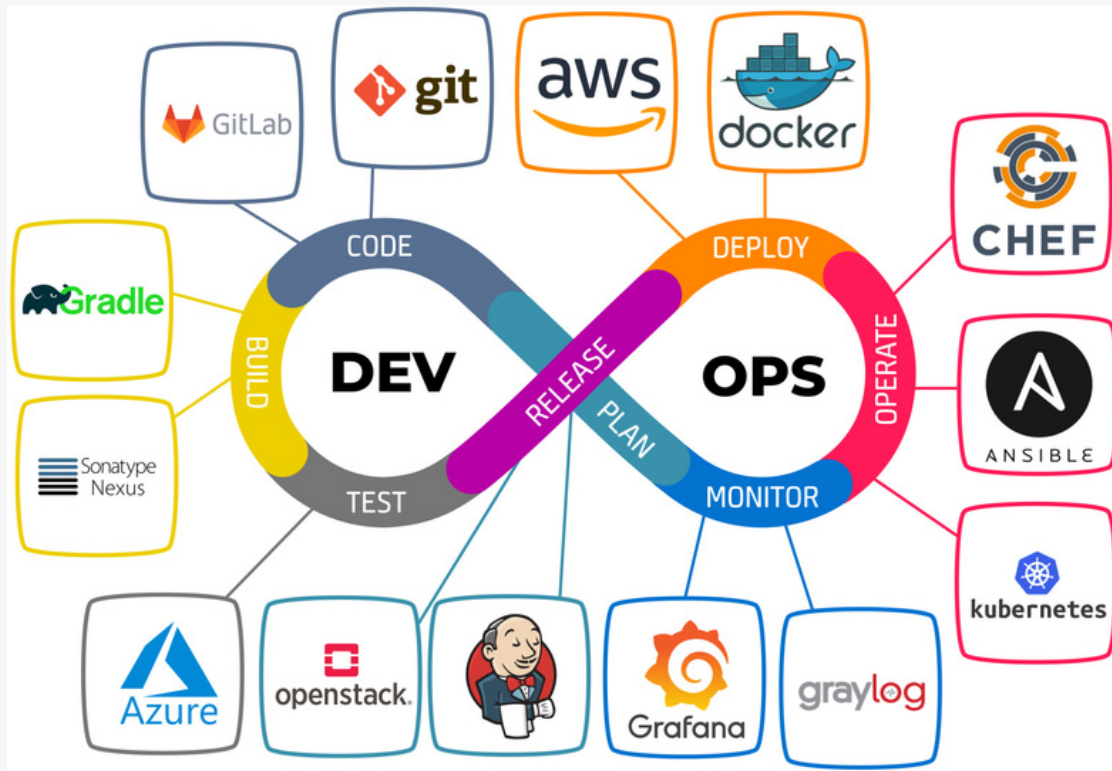 GitLab
git
aws
docker
CHEF
CODE
DEPLOY
Gradle
BUILD
DEV
RELEASE
PLAN
OPS
OPERATE
ANSIBLE
Sonatype
Nexus
TEST
MONITOR
kubernetes
Azure
openstack.
Grafana
graylog